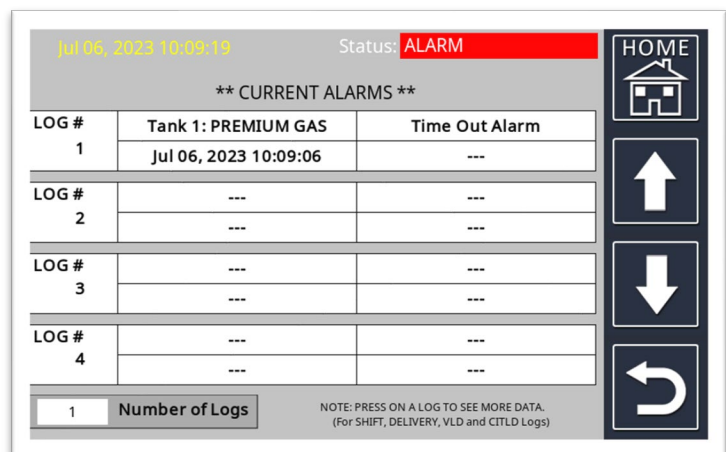 Jul 06, 2023 10:09:19 Status: ALARM HOME
** CURRENT ALARMS **
LOG # Tank 1: PREMIUM GAS Time Out Alarm
1 Jul 06, 2023 10:09:06 ---
LOG # --- ---
2 --- ---
LOG # --- ---
3 --- ---
LOG # --- ---
4 --- ---
1 Number of Logs
NOTE: PRESS ON A LOG TO SEE MORE DATA.
(For SHIFT, DELIVERY, VLD and CITLD Logs)